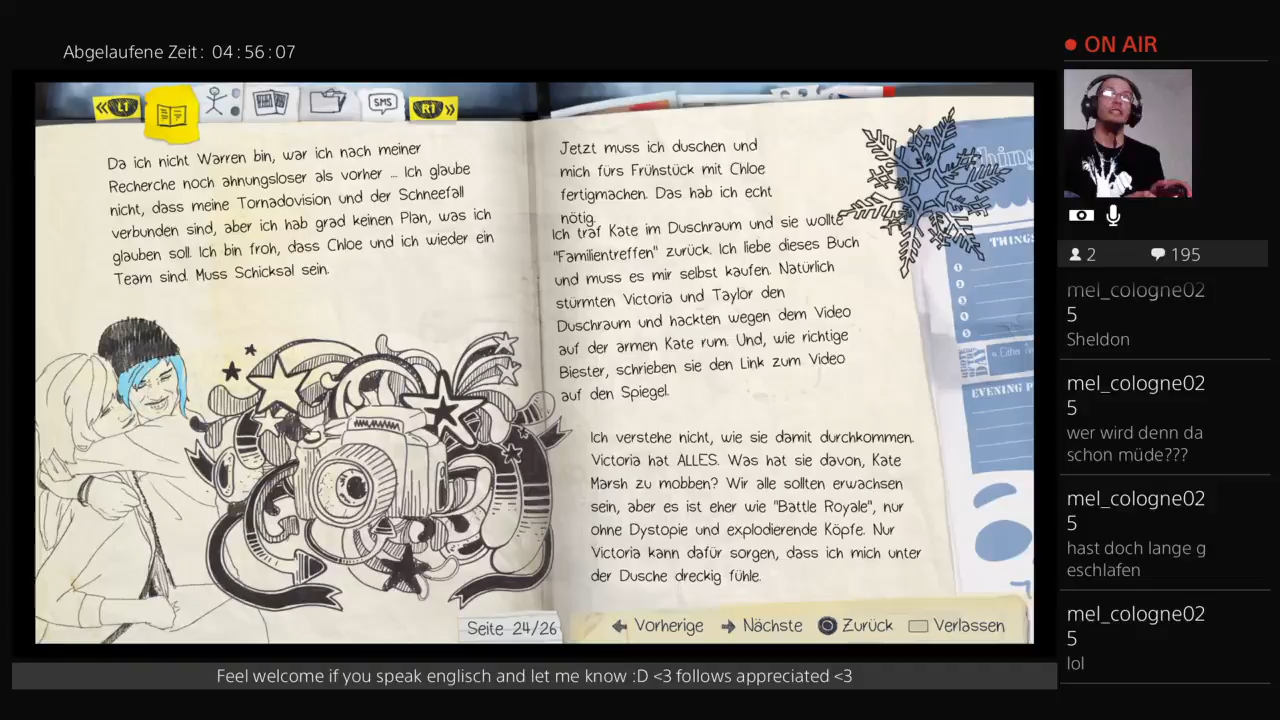 Abgelaufene Zeit: 04:56:07
ON AIR
LT
SMS
RT
Da ich nicht Warren bin, war ich nach meiner
Recherche noch ahnungsloser als vorher ... Ich glaube
nicht, dass meine Tornadovision und der Schneefall
verbunden sind, aber ich hab grad keinen Plan, was ich
glauben soll. Ich bin froh, dass Chloe und ich wieder ein
Team sind. Muss Schicksal sein.
Jetzt muss ich duschen und
mich fürs Frühstück mit Chloe
fertigmachen. Das hab ich echt
nötig.
Ich traf Kate im Duschraum und sie wollte
"Familientreffen" zurück. Ich liebe dieses Buch
und muss es mir selbst kaufen. Natürlich
stürmten Victoria und Taylor den
Duschraum und hackten wegen dem Video
auf der armen Kate rum. Und, wie richtige
Biester, schrieben sie den Link zum Video
auf den Spiegel.
Ich verstehe nicht, wie sie damit durchkommen.
Victoria hat ALLES. Was hat sie davon, Kate
Marsh zu mobben? Wir alle sollten erwachsen
sein, aber es ist eher wie "Battle Royale", nur
ohne Dystopie und explodierende Köpfe. Nur
Victoria kann dafür sorgen, dass ich mich unter
der Dusche dreckig fühle.
THINGS
1
2
3
4
5
EVENING P
Seite 24/26
Vorherige
Nächste
Zurück
Verlassen
2
195
mel_cologne02
5
Sheldon
mel_cologne02
5
wer wird denn da
schon müde???
mel_cologne02
5
hast doch lange g
eschlafen
mel_cologne02
5
lol
Feel welcome if you speak englisch and let me know :D <3 follows appreciated <3